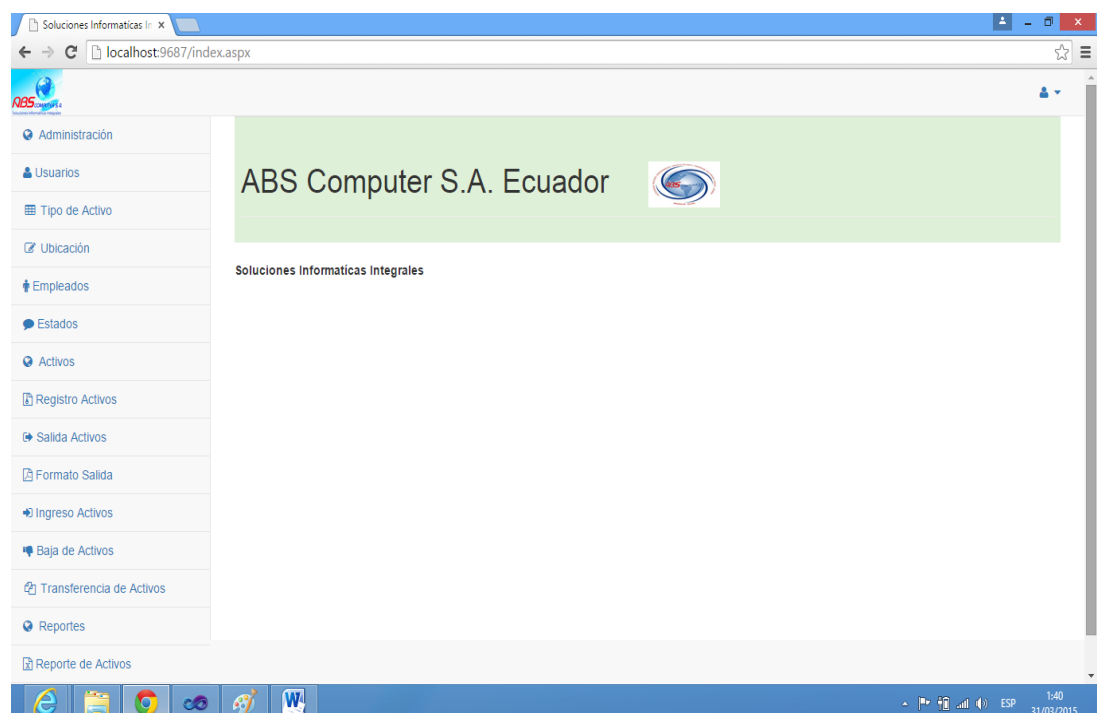 Soluciones Informaticas In
localhost:9687/index.aspx
ABS
Administración
Usuarios
Tipo de Activo
Ubicación
Empleados
Estados
Activos
Registro Activos
Salida Activos
Formato Salida
Ingreso Activos
Baja de Activos
Transferencia de Activos
Reportes
Reporte de Activos
ABS Computer S.A. Ecuador
Soluciones Informaticas Integrales
ESP
1:40
31/03/2015